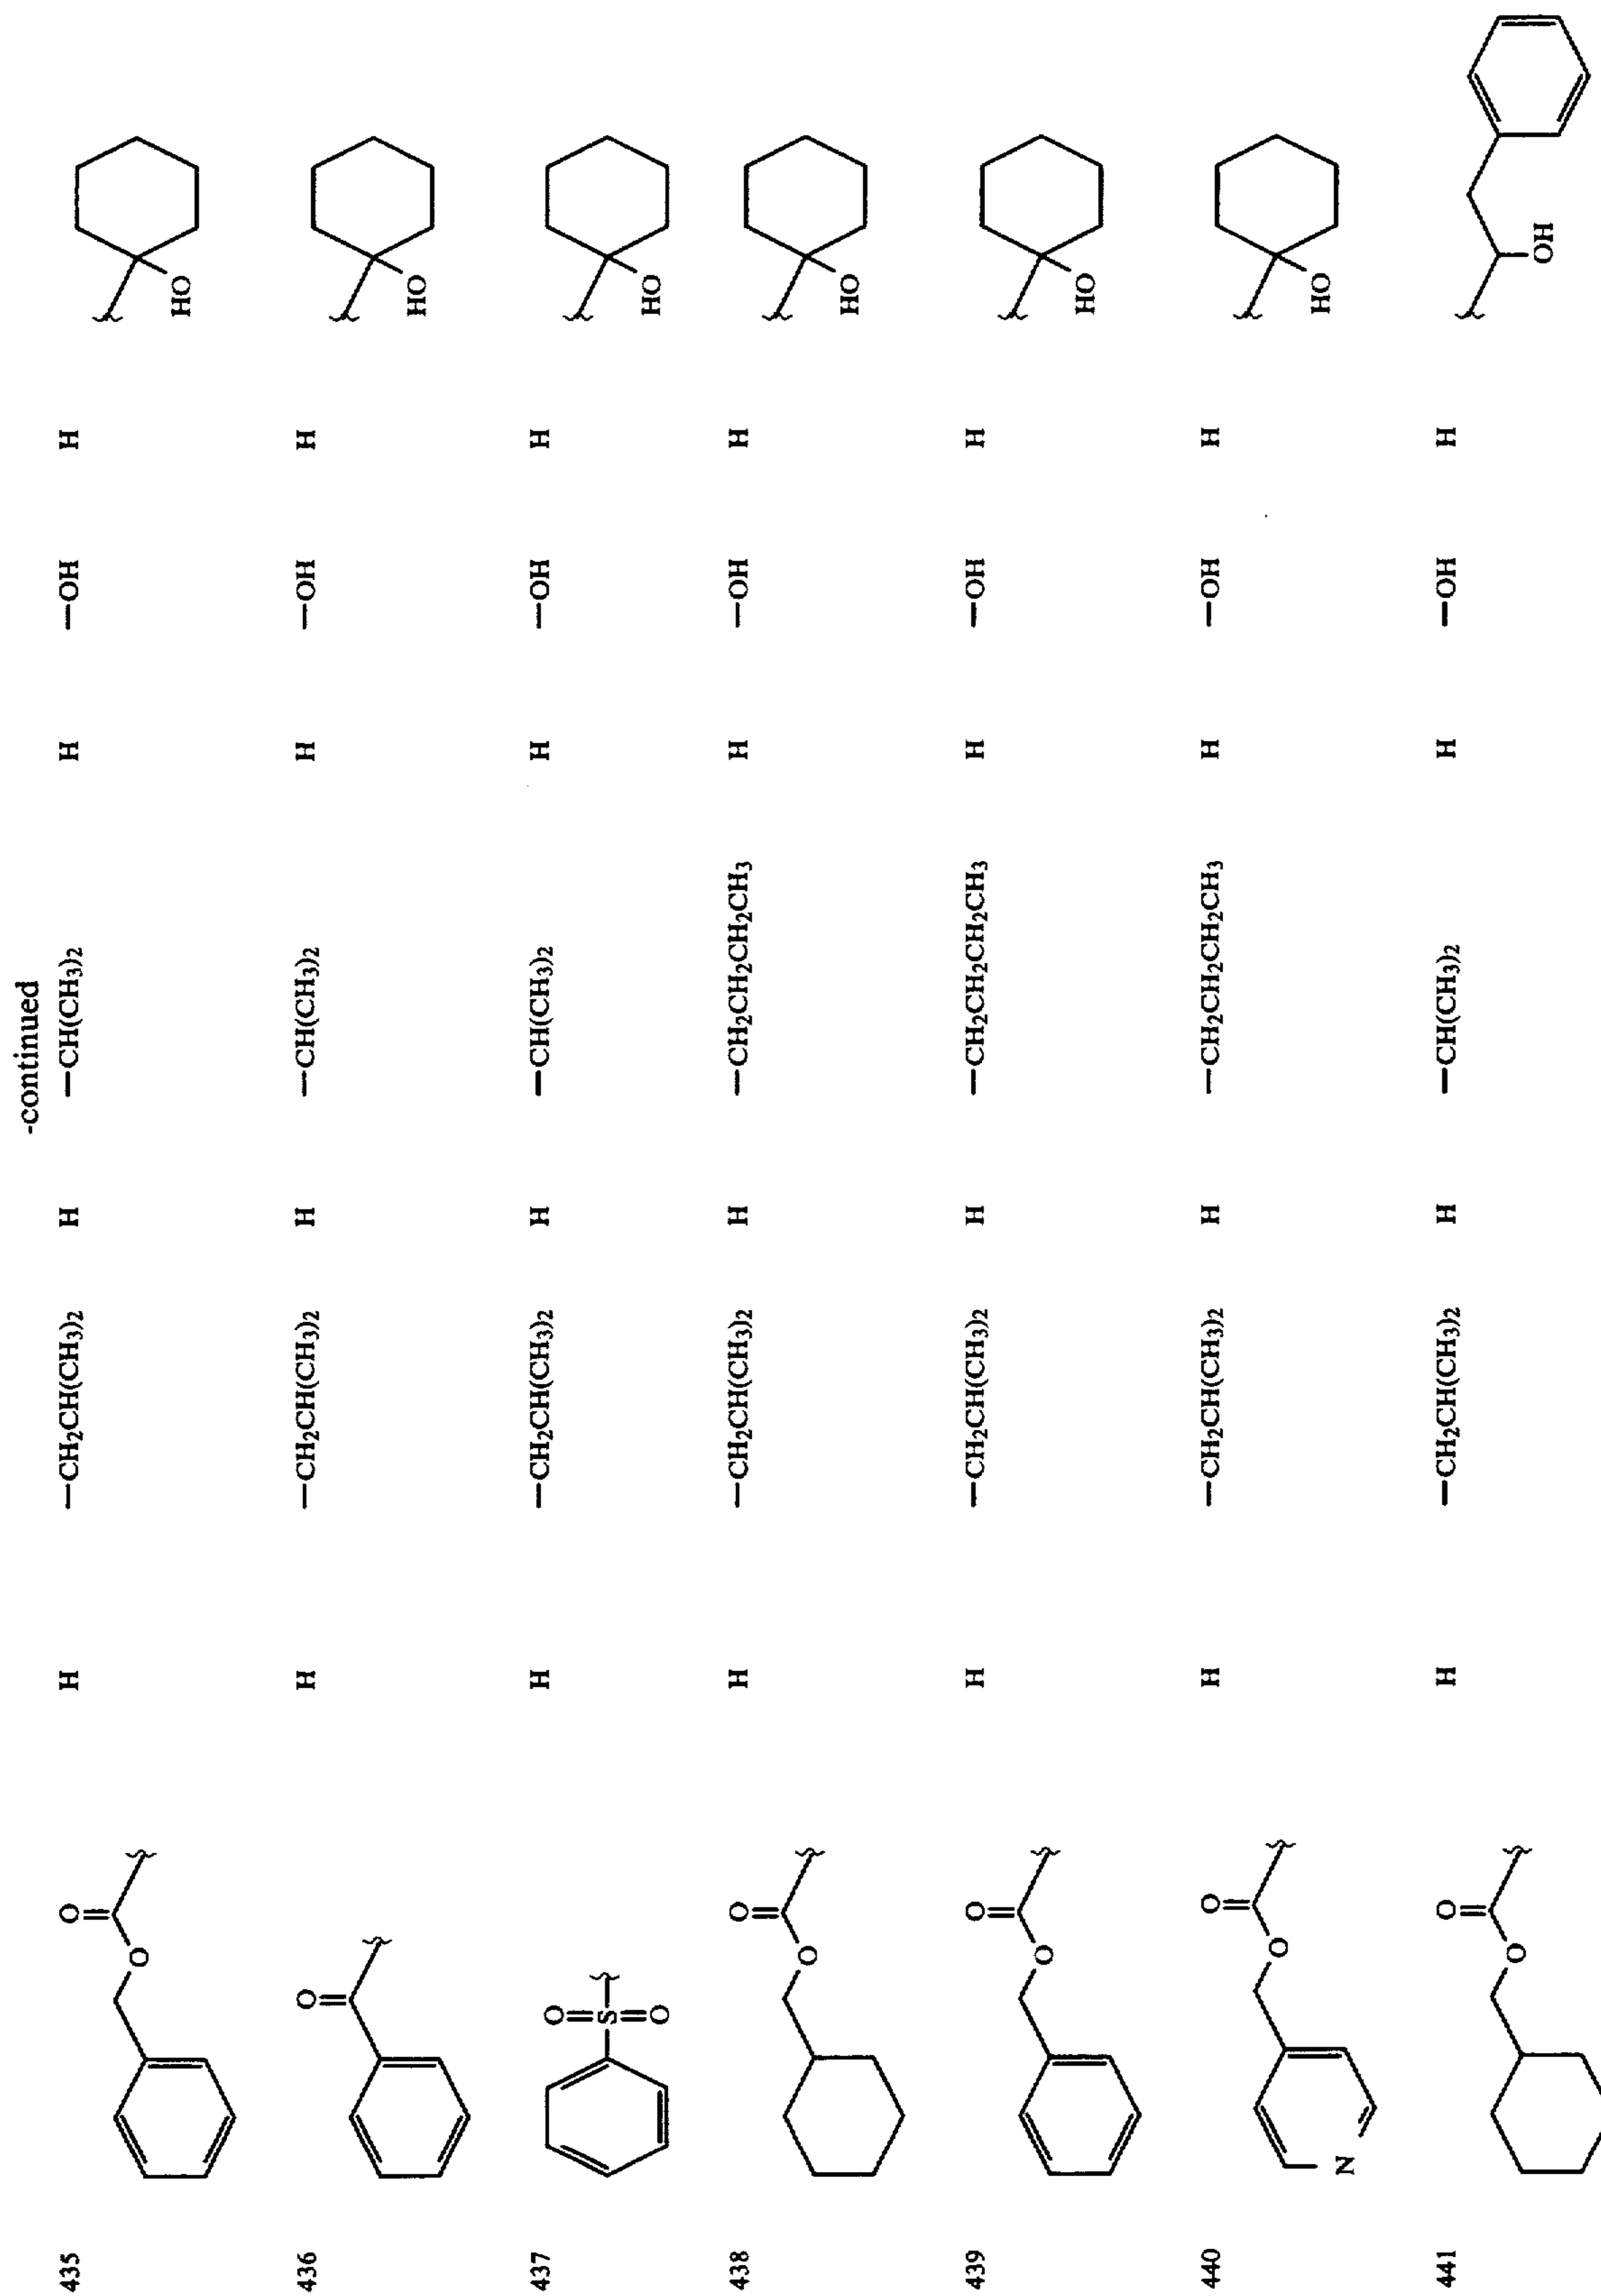 -continued
435 H —CH₂CH(CH₃)₂ H —CH(CH₃)₂ H —OH H
O
O
HO
436 H —CH₂CH(CH₃)₂ H —CH(CH₃)₂ H —OH H
O
HO
437 H —CH₂CH(CH₃)₂ H —CH(CH₃)₂ H —OH H
O
S
O
HO
438 H —CH₂CH(CH₃)₂ H —CH₂CH₂CH₂CH₃ H —OH H
O
O
HO
439 H —CH₂CH(CH₃)₂ H —CH₂CH₂CH₂CH₃ H —OH H
O
O
HO
440 H —CH₂CH(CH₃)₂ H —CH₂CH₂CH₂CH₃ H —OH H
O
O
N
HO
441 H —CH₂CH(CH₃)₂ H —CH(CH₃)₂ H —OH H
O
O
OH